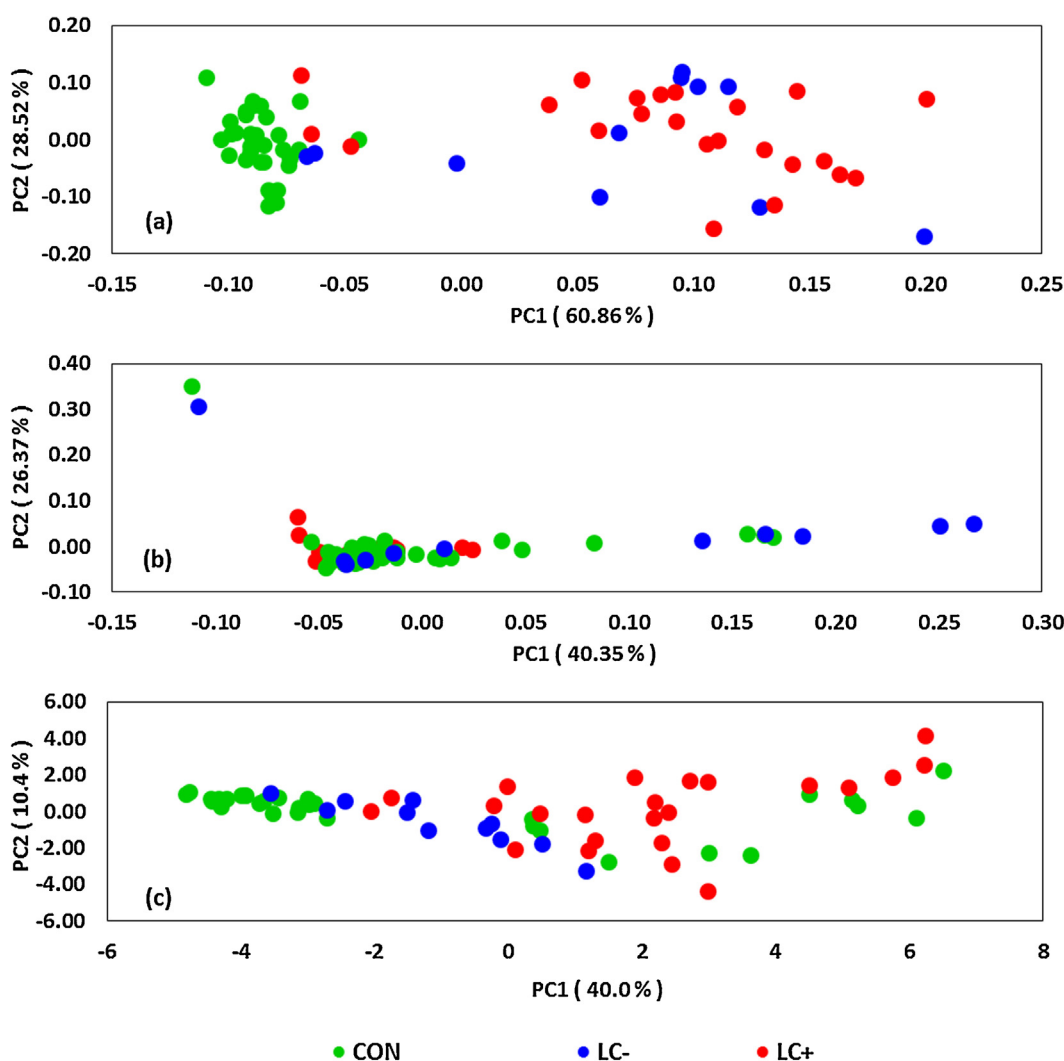 0.20
0.10
0.00
-0.10
-0.20
PC2 ( 28.52 %)
(a)
-0.15 -0.10 -0.05 0.00 0.05 0.10 0.15 0.20 0.25
PC1 ( 60.86 %)
0.40
0.30
0.20
0.10
0.00
-0.10
PC2 ( 26.37 %)
(b)
-0.15 -0.10 -0.05 0.00 0.05 0.10 0.15 0.20 0.25 0.30
PC1 ( 40.35 %)
6.00
4.00
2.00
0.00
-2.00
-4.00
-6.00
PC2 ( 10.4 %)
(c)
-6 -4 -2 0 2 4 6 8
PC1 ( 40.0 %)
CON LC- LC+